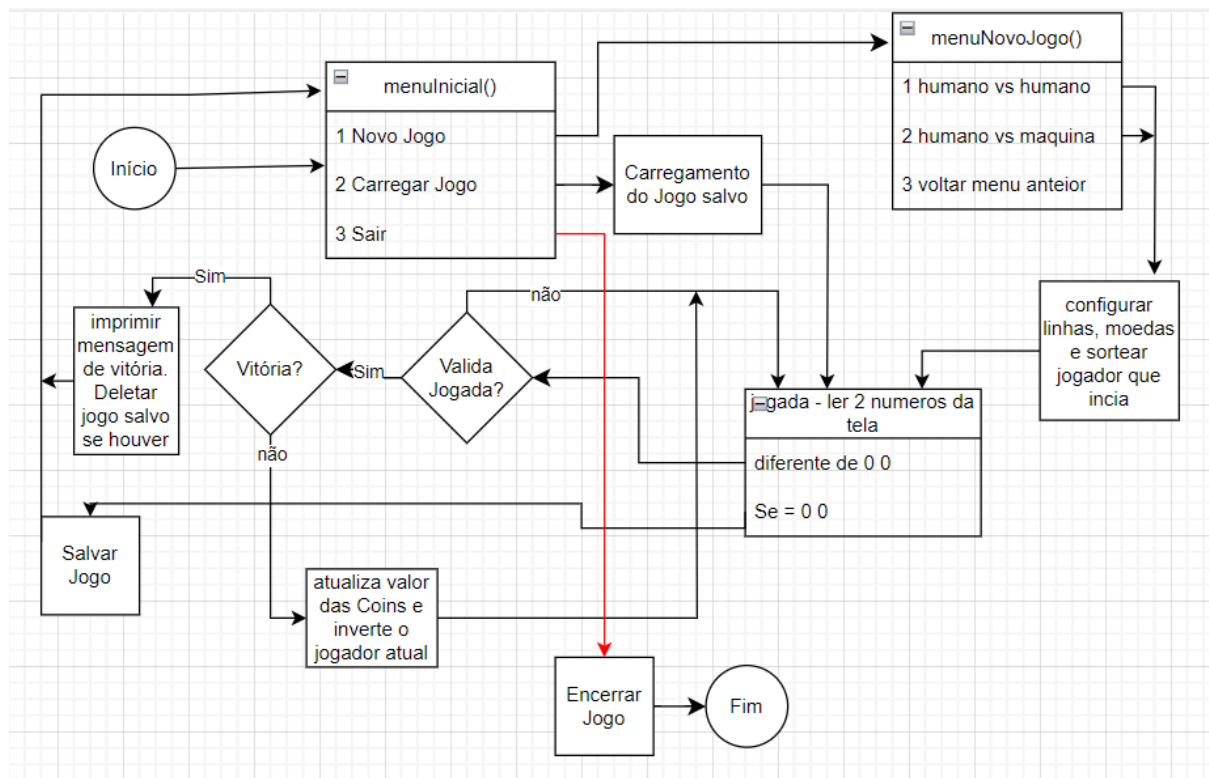 menuNovoJogo()
1 humano vs humano
2 humano vs maquina
3 voltar menu anteior
menuInicial()
1 Novo Jogo
2 Carregar Jogo
3 Sair
Início
Carregamento
do Jogo salvo
Sim
não
imprimir
mensagem
de vitória.
Deletar
jogo salvo
se houver
Vitória?
Sim
Valida
Jogada?
configurar
linhas, moedas
e sortear
jogador que
incia
jogada - ler 2 numeros da
tela
diferente de 0 0
Se = 0 0
não
Salvar
Jogo
atualiza valor
das Coins e
inverte o
jogador atual
Encerrar
Jogo
Fim